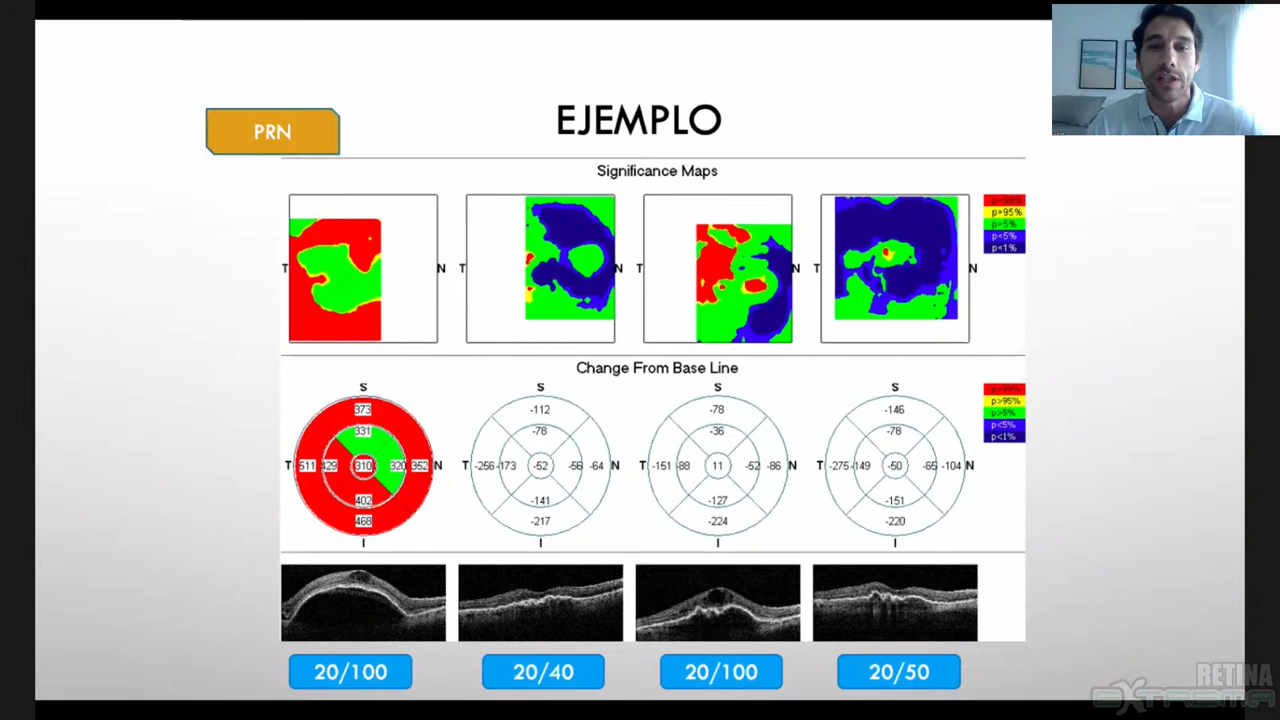 PRN
EJEMPLO
Significance Maps
T N T N T N T N
p>99%
p>95%
p>5%
p<5%
p<1%
Change From Base Line
S S S S
373 -112 -78 -146
331 -78 -36 -78
T 511 429 310 320 352 N T -256 -173 -52 -56 -64 N T -151 -88 11 -52 -86 N T -275 -149 -50 -65 -104 N
402 -141 -127 -151
468 -217 -224 -220
I I I I
p>99%
p>95%
p>5%
p<5%
p<1%
20/100 20/40 20/100 20/50
RETINA
EXTREMA